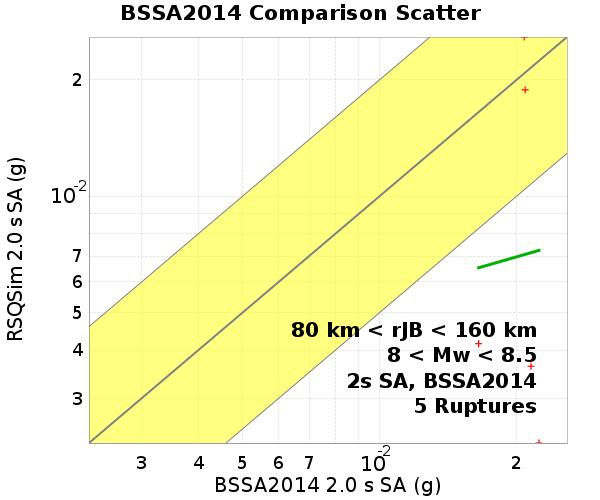 BSSA2014 Comparison Scatter
RSQSim 2.0 s SA (g)
2
10-2
7
6
5
4
3
80 km < rJB < 160 km
8 < Mw < 8.5
2s SA, BSSA2014
5 Ruptures
3 4 5 6 7 10-2 2
BSSA2014 2.0 s SA (g)